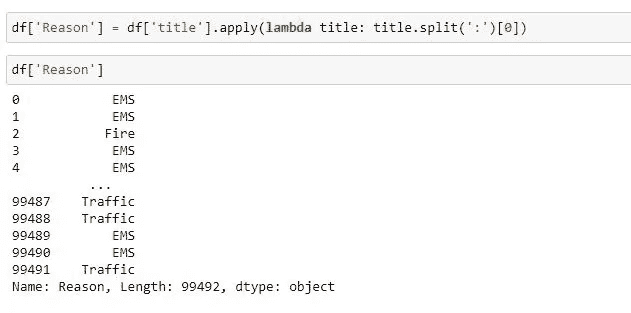 df['Reason'] = df['title'].apply(lambda title: title.split(':')[0])
df['Reason']
0            EMS
1            EMS
2           Fire
3            EMS
4            EMS
          ...
99487    Traffic
99488    Traffic
99489        EMS
99490        EMS
99491    Traffic
Name: Reason, Length: 99492, dtype: object